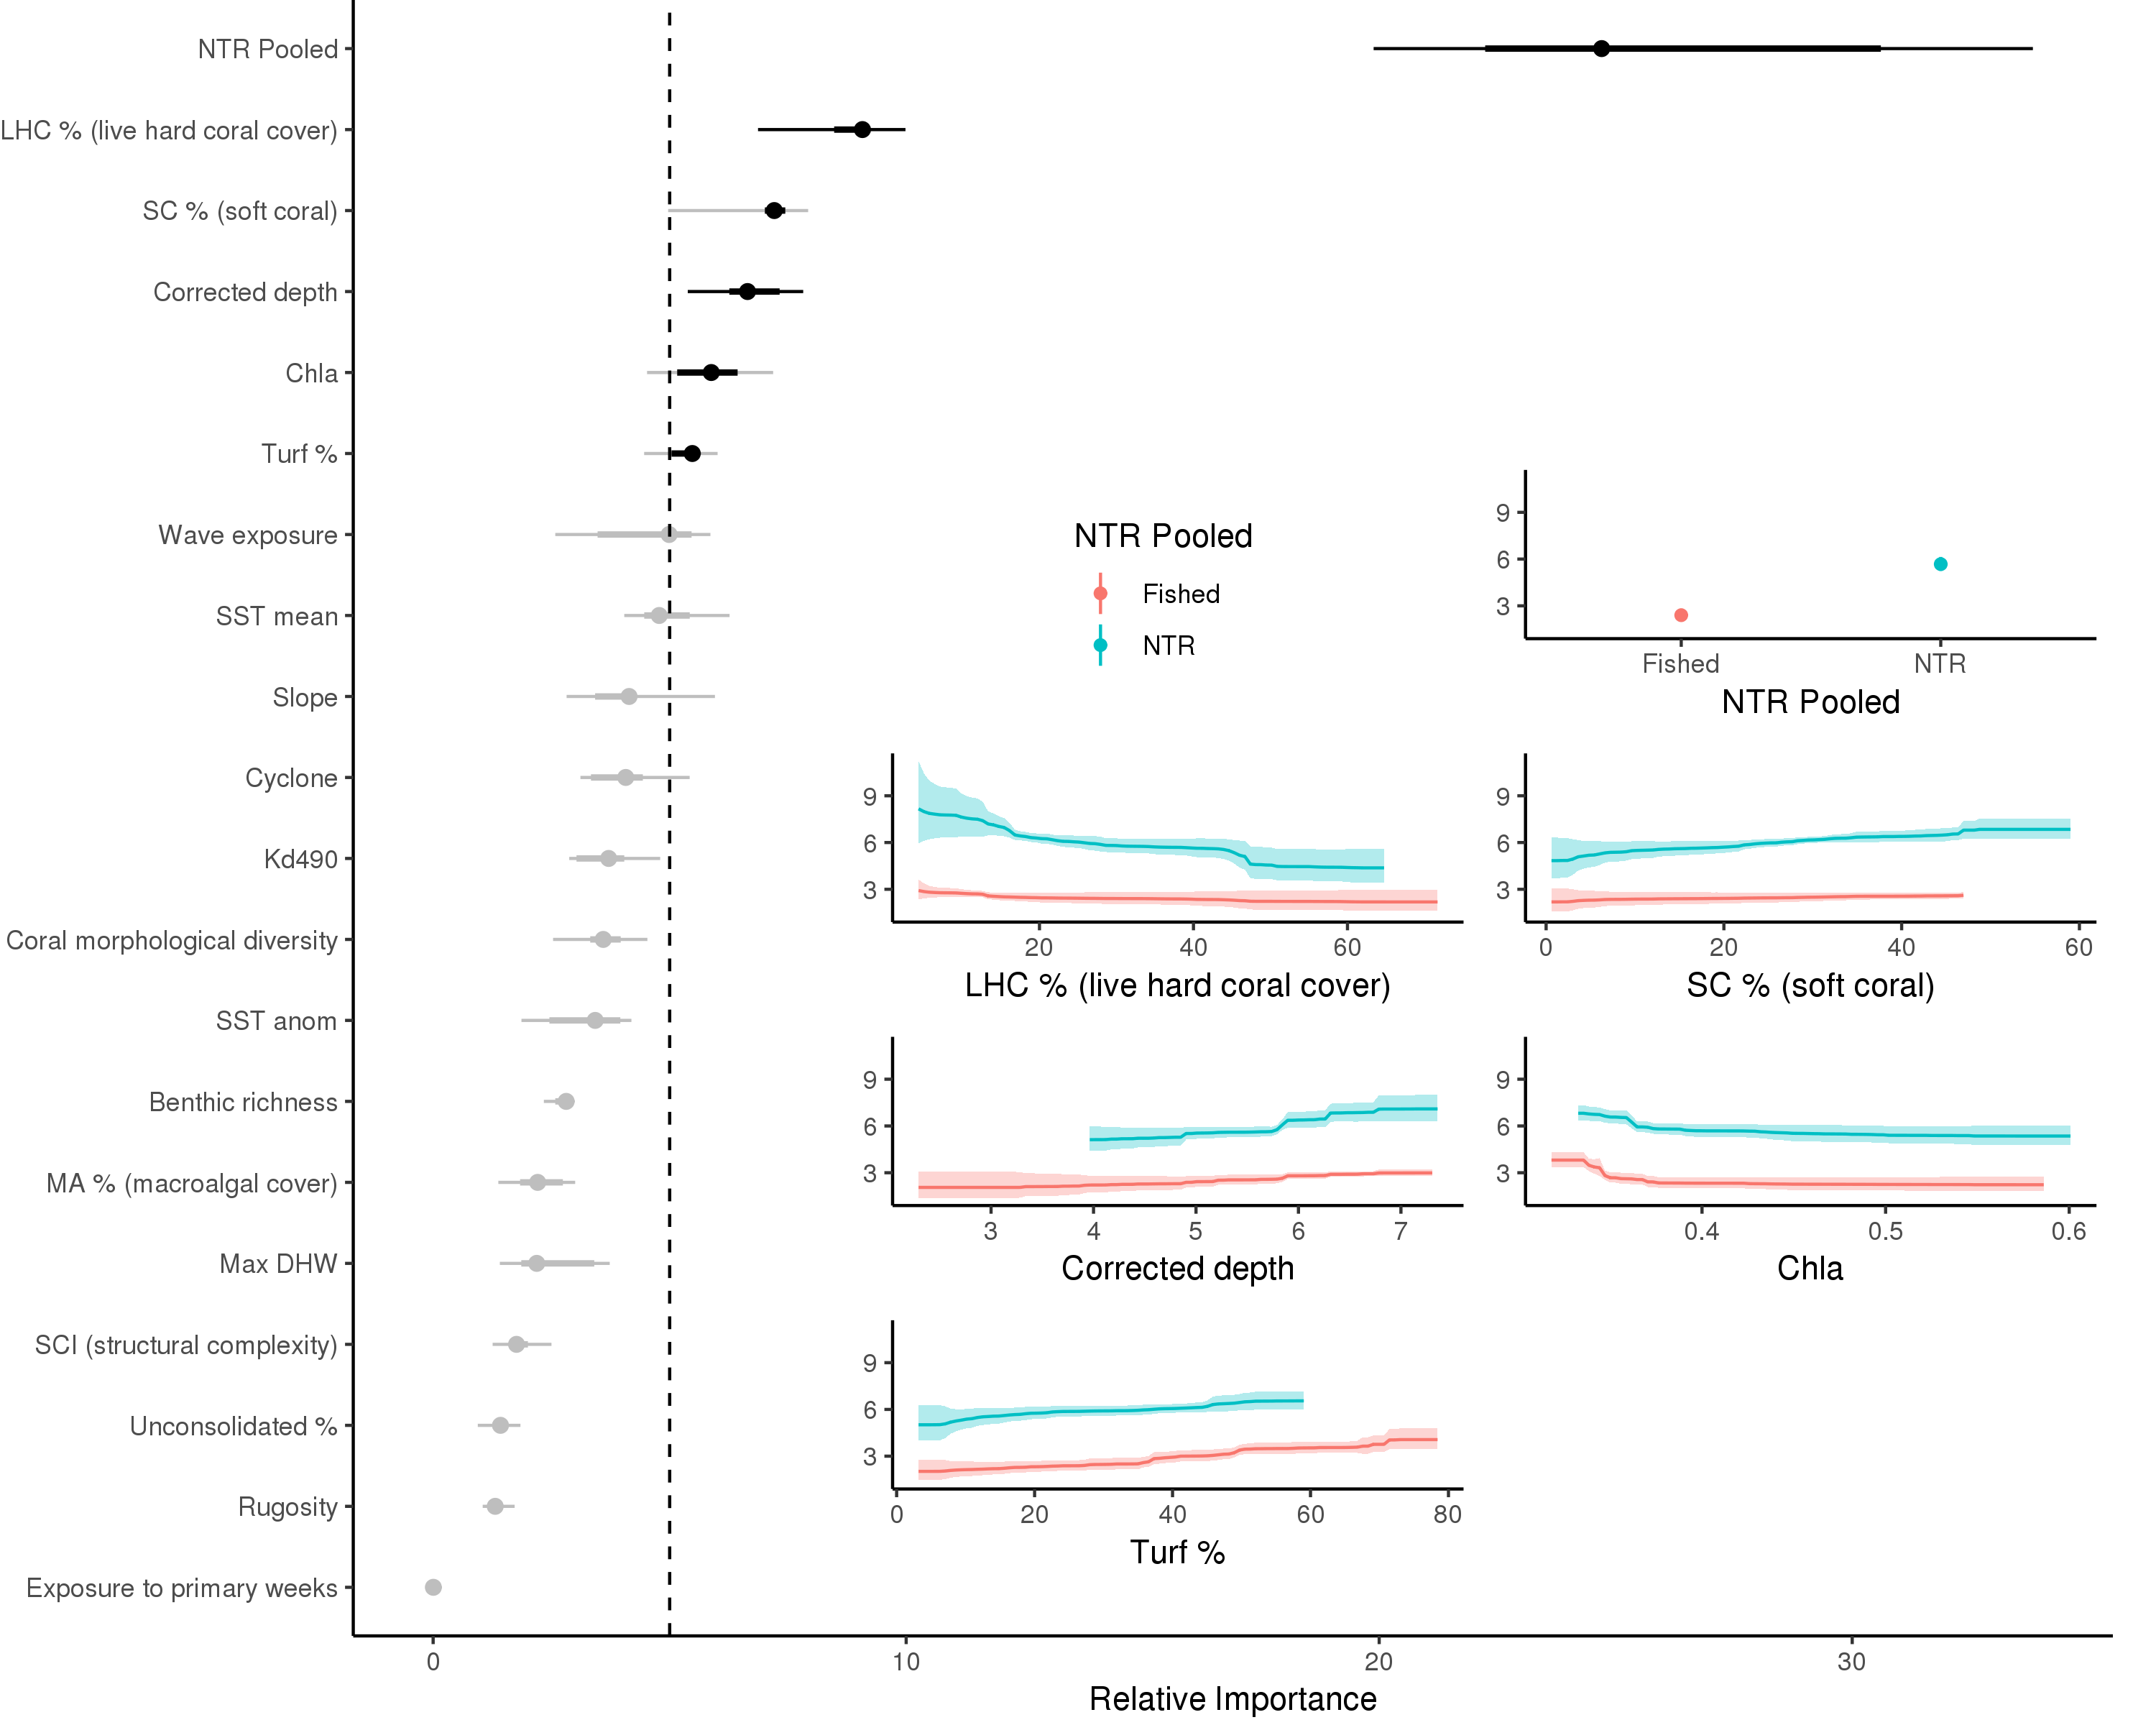 NTR Pooled
LHC % (live hard coral cover)
SC % (soft coral)
Corrected depth
Chla
Turf %
Wave exposure
SST mean
Slope
Cyclone
Kd490
Coral morphological diversity
SST anom
Benthic richness
MA % (macroalgal cover)
Max DHW
SCI (structural complexity)
Unconsolidated %
Rugosity
Exposure to primary weeks
0 10 20 30
Relative Importance
NTR Pooled
Fished
NTR
9
6
3
Fished NTR
NTR Pooled
9
6
3
20 40 60
LHC % (live hard coral cover)
9
6
3
0 20 40 60
SC % (soft coral)
9
6
3
3 4 5 6 7
Corrected depth
9
6
3
0.4 0.5 0.6
Chla
9
6
3
0 20 40 60 80
Turf %